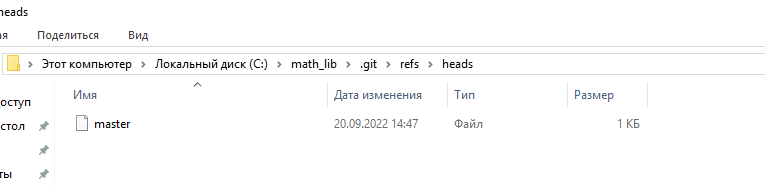 heads
Поделиться Вид
Этот компьютер > Локальный диск (C:) > math_lib > .git > refs > heads
Имя Дата изменения Тип Размер
master 20.09.2022 14:47 Файл 1 КБ